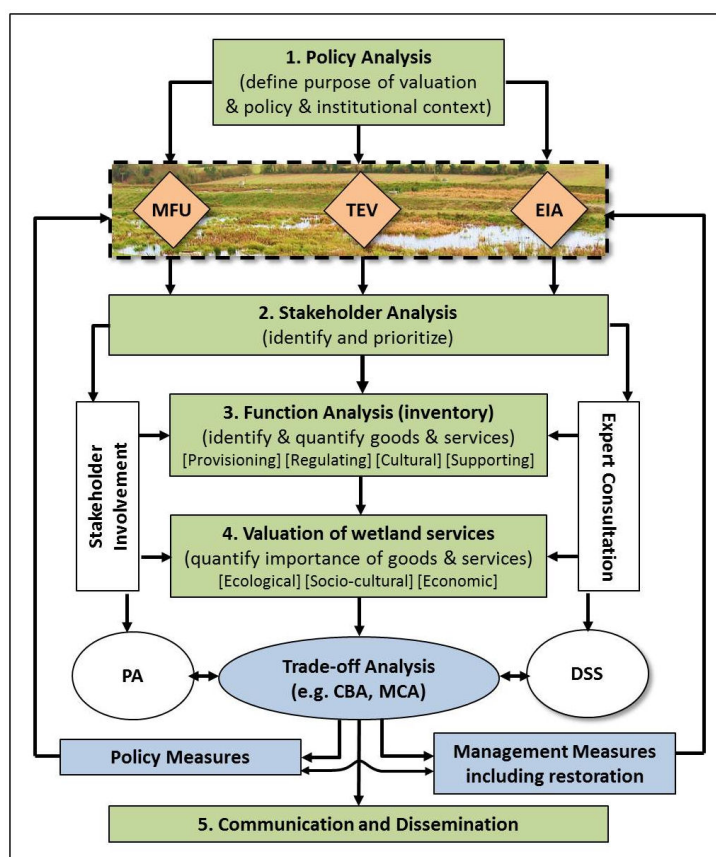 1. Policy Analysis
(define purpose of valuation
& policy & institutional context)
MFU
TEV
EIA
2. Stakeholder Analysis
(identify and prioritize)
Stakeholder
Involvement
3. Function Analysis (inventory)
(identify & quantify goods & services)
[Provisioning] [Regulating] [Cultural] [Supporting]
Expert Consultation
4. Valuation of wetland services
(quantify importance of goods & services)
[Ecological] [Socio-cultural] [Economic]
PA
Trade-off Analysis
(e.g. CBA, MCA)
DSS
Policy Measures
Management Measures
including restoration
5. Communication and Dissemination